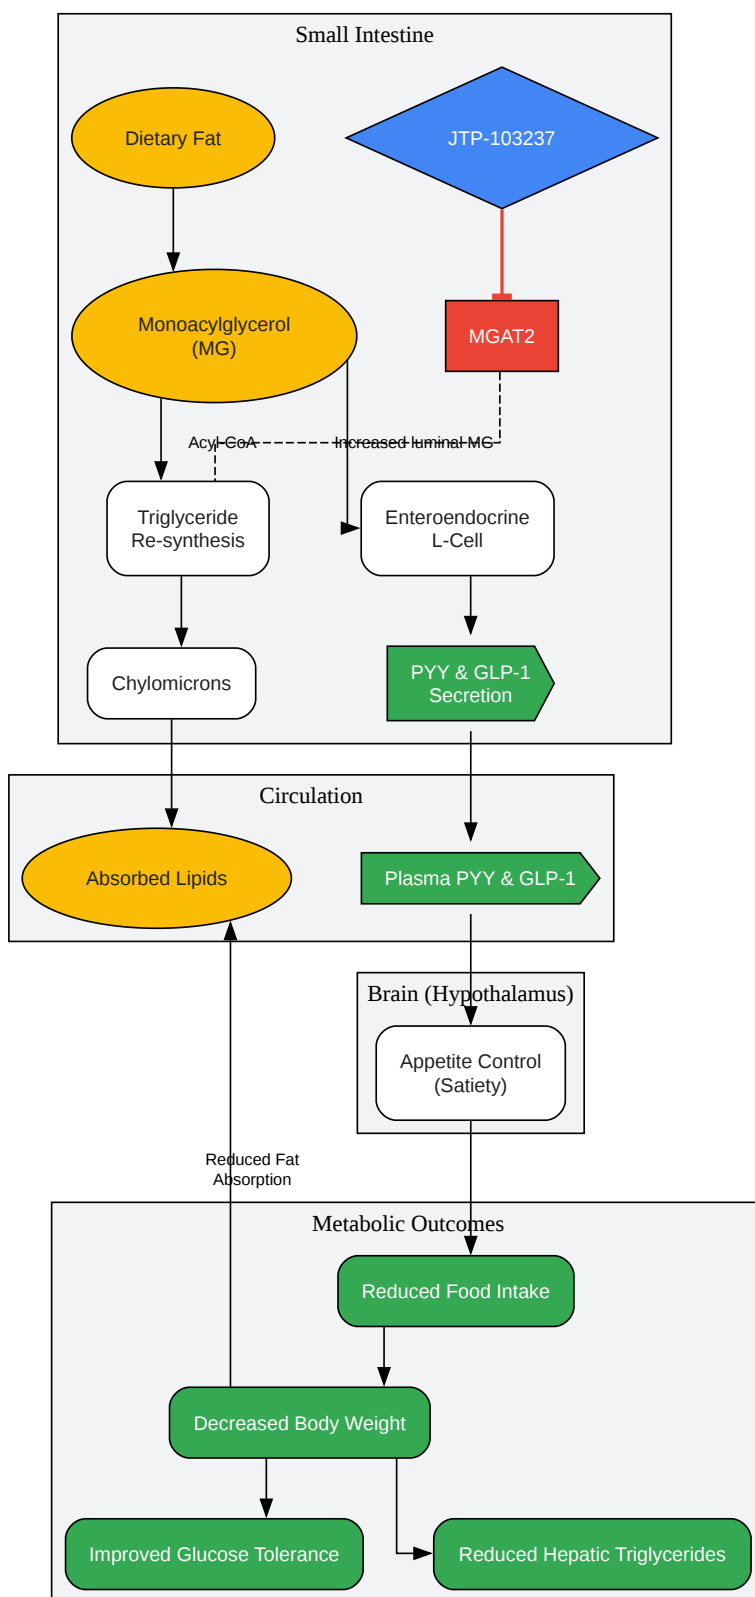 Small Intestine
Dietary Fat
JTP-103237
Monoacylglycerol
(MG)
MGAT2
Acyl-CoA
Increased luminal MG
Triglyceride
Re-synthesis
Enteroendocrine
L-Cell
Chylomicrons
PYY & GLP-1
Secretion
Circulation
Absorbed Lipids
Plasma PYY & GLP-1
Brain (Hypothalamus)
Appetite Control
(Satiety)
Reduced Fat
Absorption
Metabolic Outcomes
Reduced Food Intake
Decreased Body Weight
Improved Glucose Tolerance
Reduced Hepatic Triglycerides